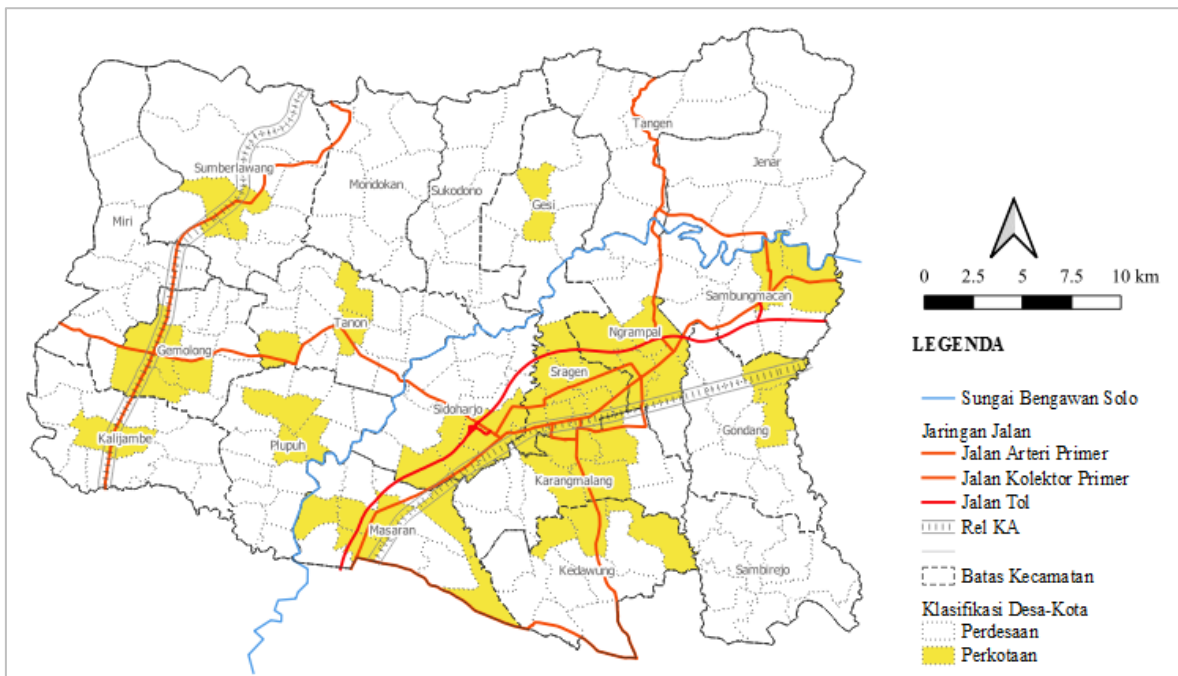 Tangen
Jenar
Sumberlawang
Mondokan
Sukodono
Gesi
Miri
Sambungmacan
Tanon
Ngrampal
Gemolong
Sragen
Sidoharjo
Kalijambe
Plupuh
Gondang
Karangmalang
Masaran
Kedawung
Sambirejo
0 2.5 5 7.5 10 km
LEGENDA
Sungai Bengawan Solo
Jaringan Jalan
Jalan Arteri Primer
Jalan Kolektor Primer
Jalan Tol
Rel KA
Batas Kecamatan
Klasifikasi Desa-Kota
Perdesaan
Perkotaan